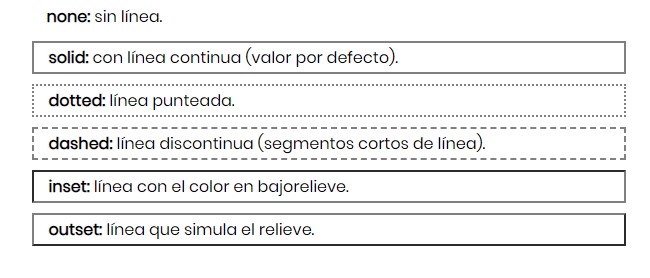 none: sin línea.
solid: con línea continua (valor por defecto).
dotted: línea punteada.
dashed: línea discontinua (segmentos cortos de línea).
inset: línea con el color en bajorelieve.
outset: línea que simula el relieve.